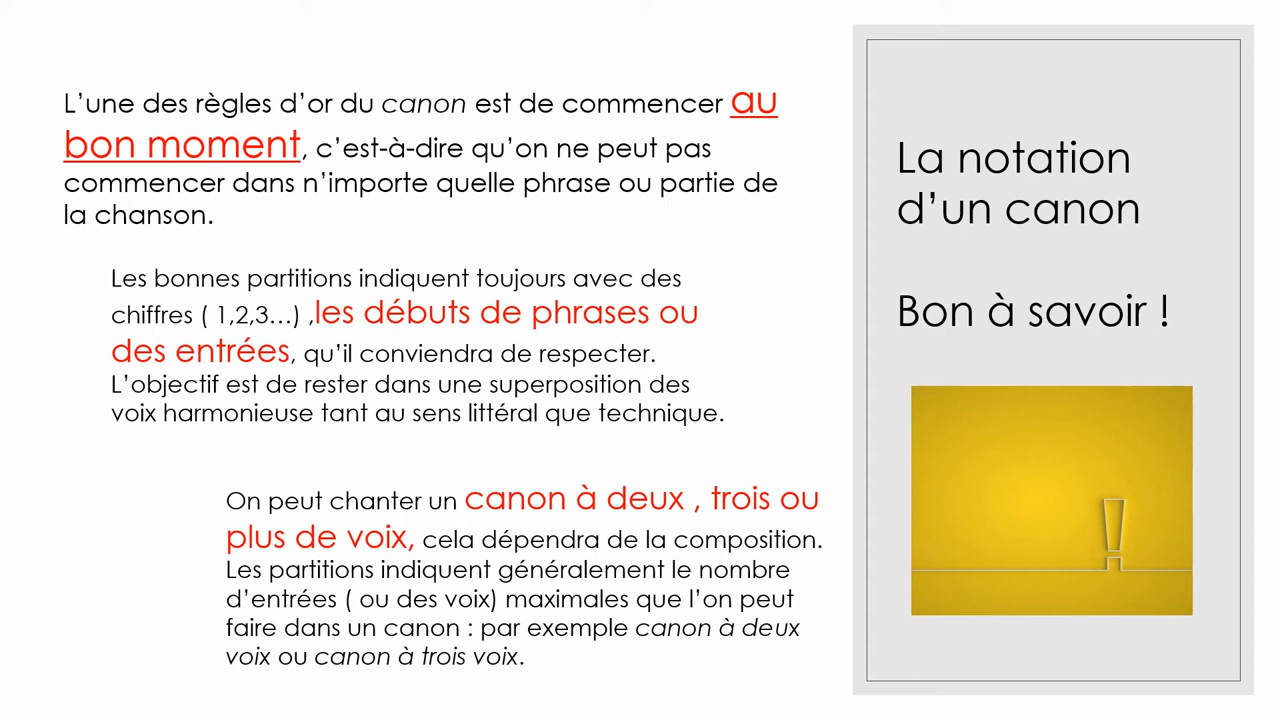 L’une des règles d’or du canon est de commencer au
bon moment, c’est-à-dire qu’on ne peut pas
commencer dans n’importe quelle phrase ou partie de
la chanson.
Les bonnes partitions indiquent toujours avec des
chiffres ( 1,2,3…) ,les débuts de phrases ou
des entrées, qu’il conviendra de respecter.
L’objectif est de rester dans une superposition des
voix harmonieuse tant au sens littéral que technique.
On peut chanter un canon à deux , trois ou
plus de voix, cela dépendra de la composition.
Les partitions indiquent généralement le nombre
d’entrées ( ou des voix) maximales que l’on peut
faire dans un canon : par exemple canon à deux
voix ou canon à trois voix.
La notation
d’un canon
Bon à savoir !
!